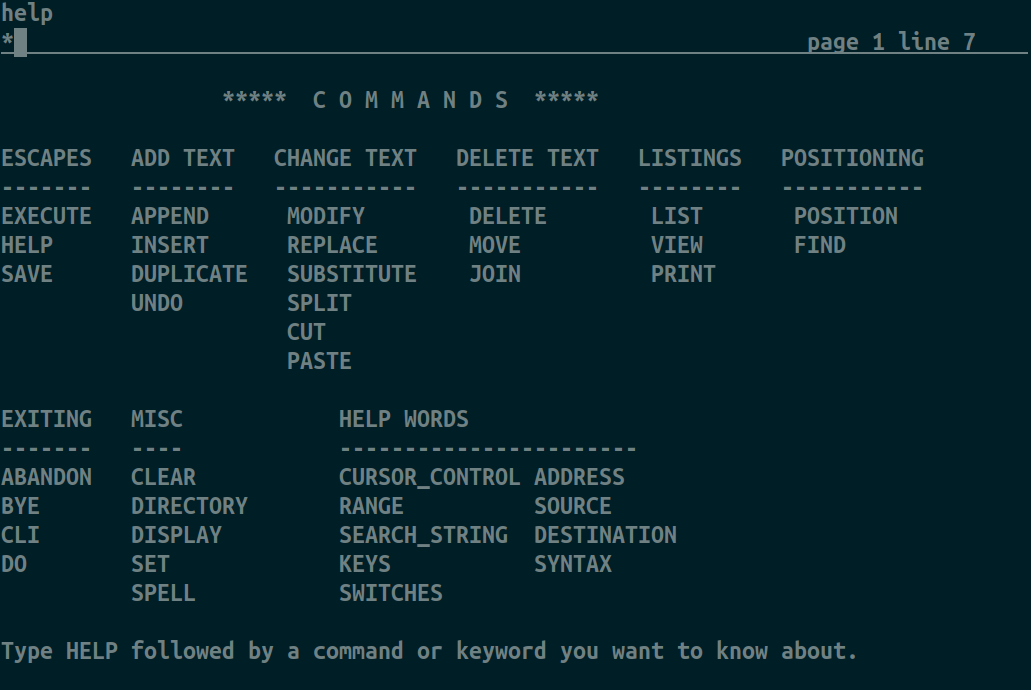 help
* page 1 line 7
***** C O M M A N D S *****
ESCAPES ADD TEXT CHANGE TEXT DELETE TEXT LISTINGS POSITIONING
------- -------- ----------- ----------- -------- -----------
EXECUTE APPEND MODIFY DELETE LIST POSITION
HELP INSERT REPLACE MOVE VIEW FIND
SAVE DUPLICATE SUBSTITUTE JOIN PRINT
UNDO SPLIT
CUT
PASTE
EXITING MISC HELP WORDS
------- ---- -----------------------
ABANDON CLEAR CURSOR_CONTROL ADDRESS
BYE DIRECTORY RANGE SOURCE
CLI DISPLAY SEARCH_STRING DESTINATION
DO SET KEYS SYNTAX
SPELL SWITCHES
Type HELP followed by a command or keyword you want to know about.